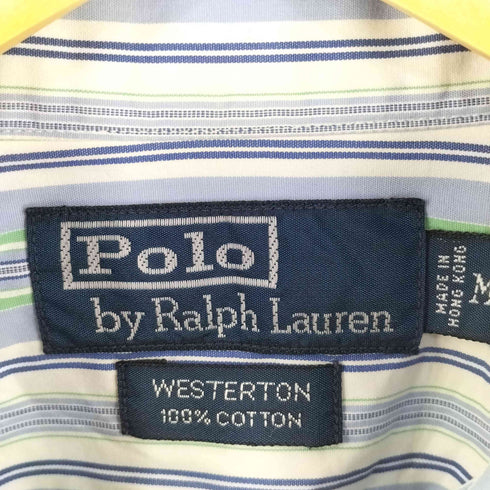 Polo
by Ralph Lauren
MADE IN
HONG KONG
M
WESTERTON
100% COTTON